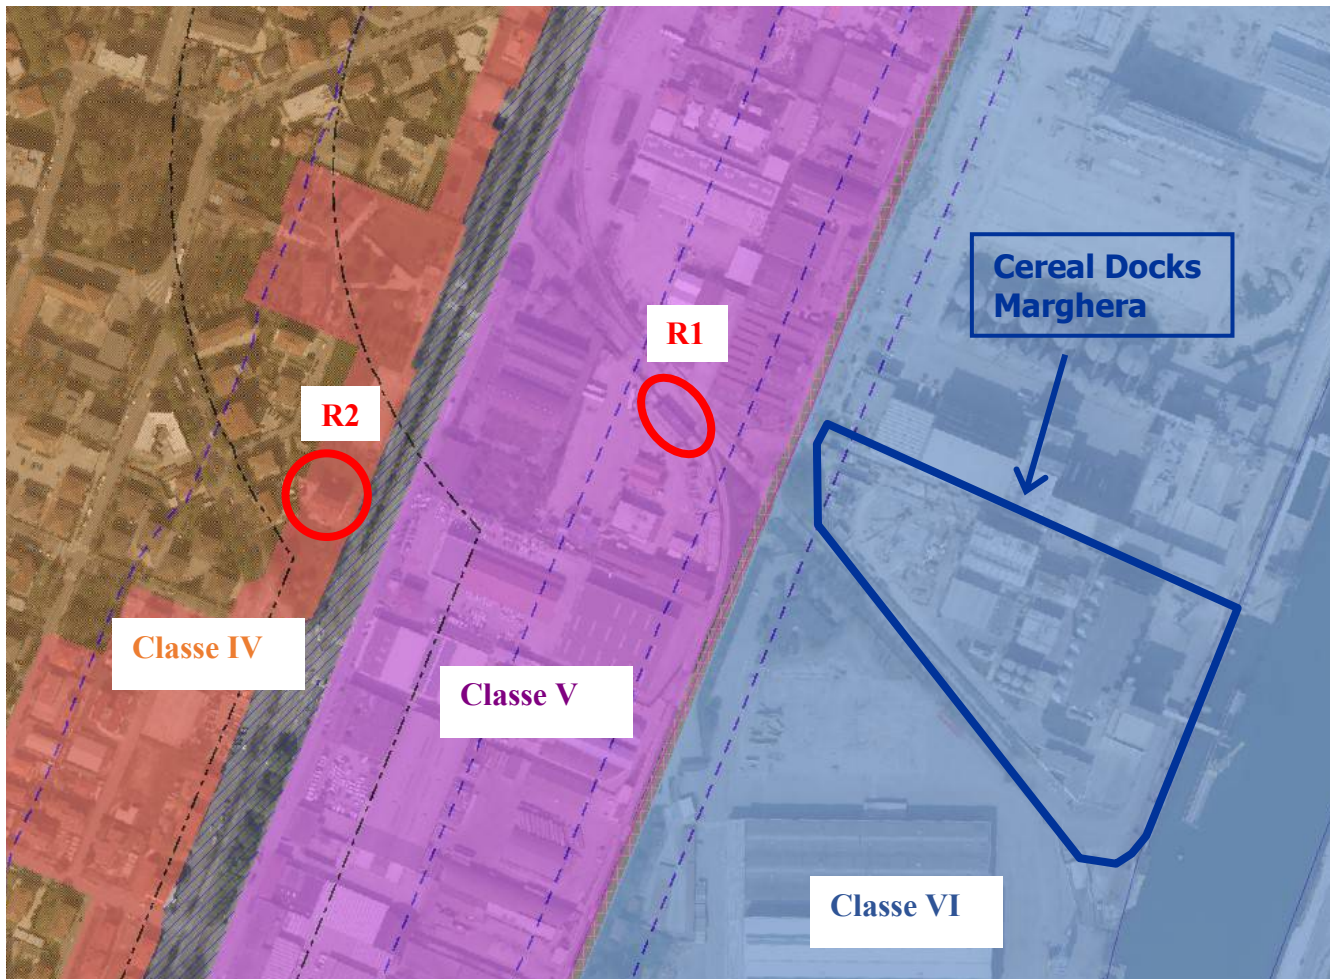 Cereal Docks
Marghera
R1
R2
Classe IV
Classe V
Classe VI